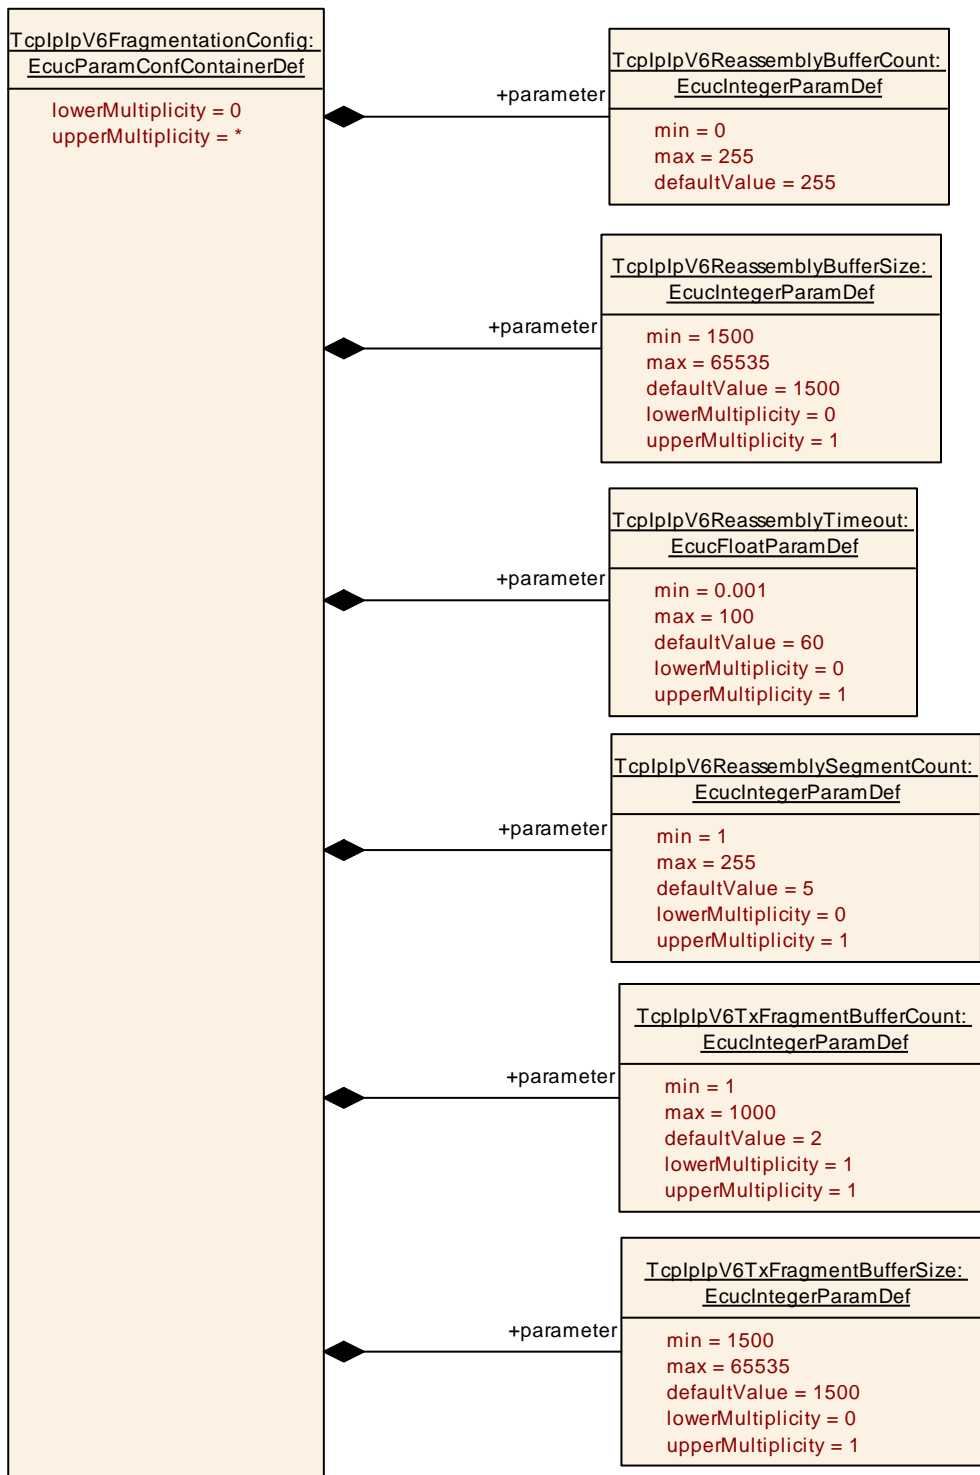 TcpIpIpV6FragmentationConfig:
EcucParamConfContainerDef
lowerMultiplicity = 0
upperMultiplicity = *
+parameter
TcpIpIpV6ReassemblyBufferCount:
EcucIntegerParamDef
min = 0
max = 255
defaultValue = 255
+parameter
TcpIpIpV6ReassemblyBufferSize:
EcucIntegerParamDef
min = 1500
max = 65535
defaultValue = 1500
lowerMultiplicity = 0
upperMultiplicity = 1
+parameter
TcpIpIpV6ReassemblyTimeout:
EcucFloatParamDef
min = 0.001
max = 100
defaultValue = 60
lowerMultiplicity = 0
upperMultiplicity = 1
+parameter
TcpIpIpV6ReassemblySegmentCount:
EcucIntegerParamDef
min = 1
max = 255
defaultValue = 5
lowerMultiplicity = 0
upperMultiplicity = 1
+parameter
TcpIpIpV6TxFragmentBufferCount:
EcucIntegerParamDef
min = 1
max = 1000
defaultValue = 2
lowerMultiplicity = 1
upperMultiplicity = 1
+parameter
TcpIpIpV6TxFragmentBufferSize:
EcucIntegerParamDef
min = 1500
max = 65535
defaultValue = 1500
lowerMultiplicity = 0
upperMultiplicity = 1